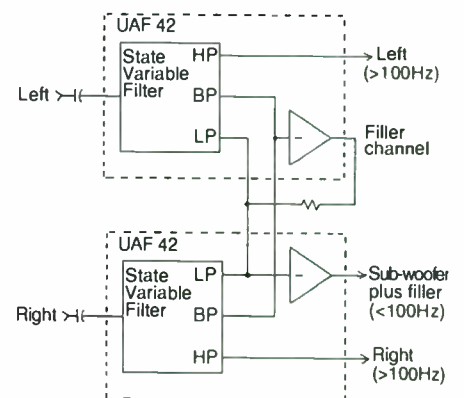 UAF 42
State
Variable
Filter
HP
BP
LP
Left
Left
(>100Hz)
Filler
channel
UAF 42
State
Variable
Filter
LP
BP
HP
Right
Sub-woofer
plus filler
(<100Hz)
Right
(>100Hz)